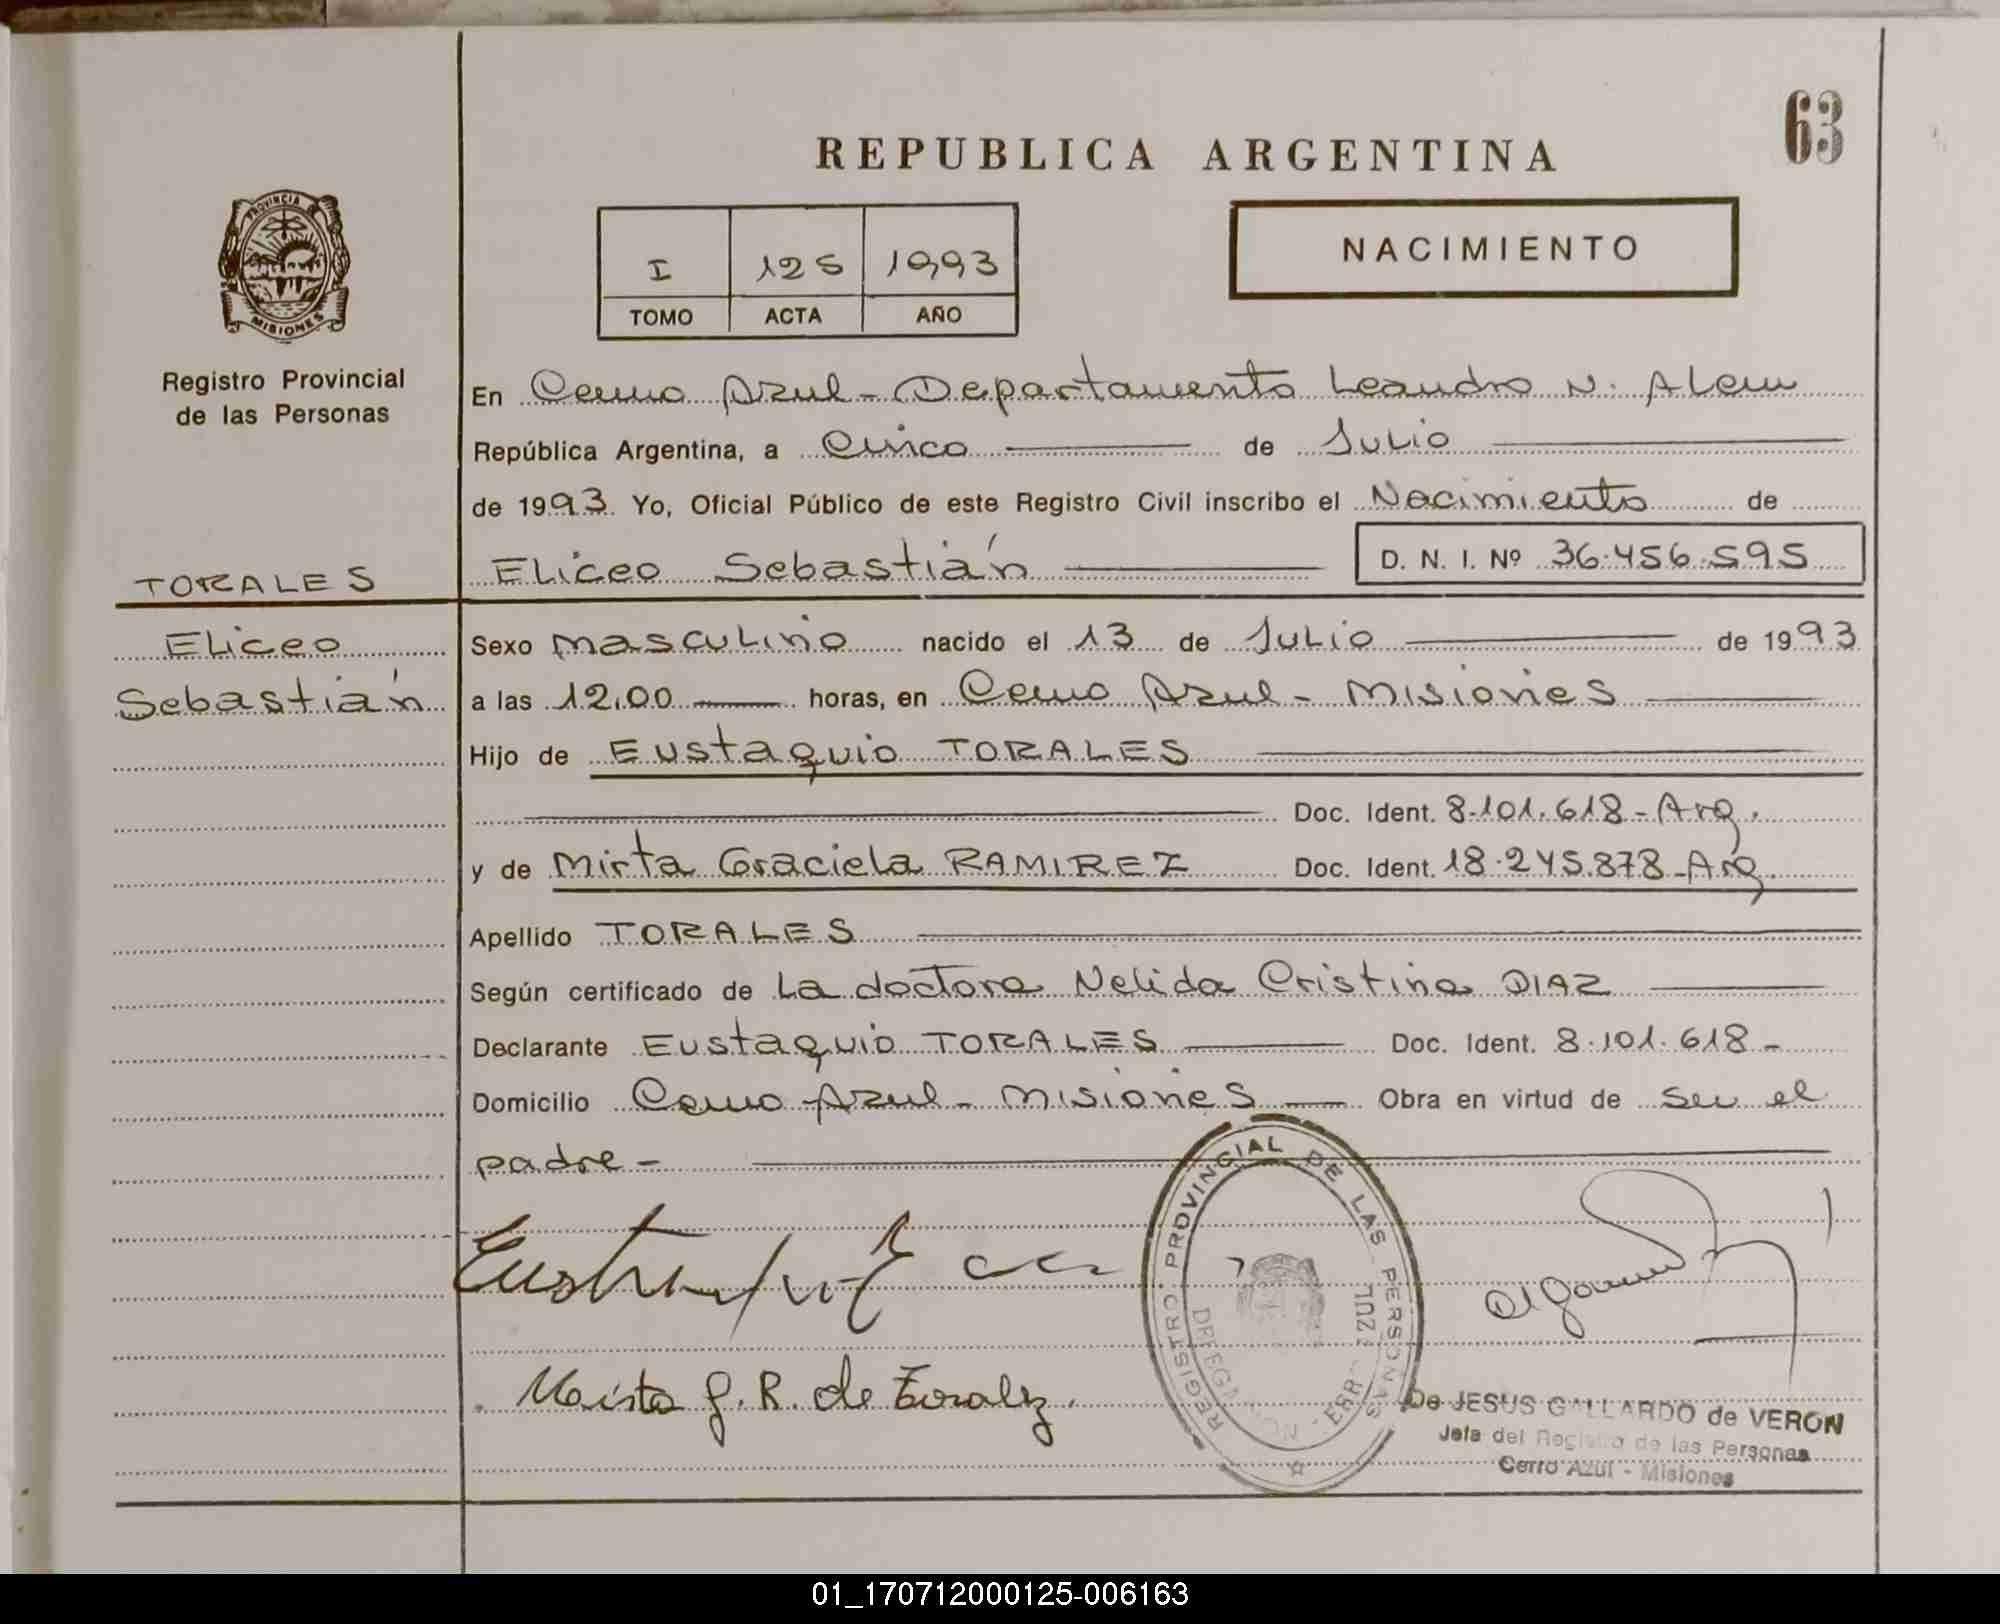 63
REPUBLICA ARGENTINA
PROVINCIA
MISIONES
Registro Provincial
de las Personas
I 125 1993
TOMO ACTA AÑO
NACIMIENTO
En Cerro Azul - Departamento Leandro N. Alem
República Argentina, a Cinco de Julio
de 1993 Yo, Oficial Público de este Registro Civil inscribo el Nacimiento de
Eliceo Sebastián D. N. I. Nº 36.456.595
TORALES
Eliceo
Sebastián
Sexo masculino nacido el 13 de Julio de 1993
a las 12,00 horas, en Cerro Azul - Misiones
Hijo de Eustaquio TORALES
Doc. Ident. 8.101.618 - Arg.
y de Mirta Graciela RAMIREZ Doc. Ident. 18.245.878 - Arg.
Apellido TORALES
Según certificado de La doctora Nelida Cristina DIAZ
Declarante Eustaquio TORALES Doc. Ident. 8.101.618 -
Domicilio Cerro Azul - Misiones Obra en virtud de ser el
padre -
REGISTRO PROVINCIAL DE LAS PERSONAS
Mirta G. R. de Torales.
De JESUS GALLARDO de VERON
Jefa del Registro de las Personas
Cerro Azul - Misiones
01_170712000125-006163